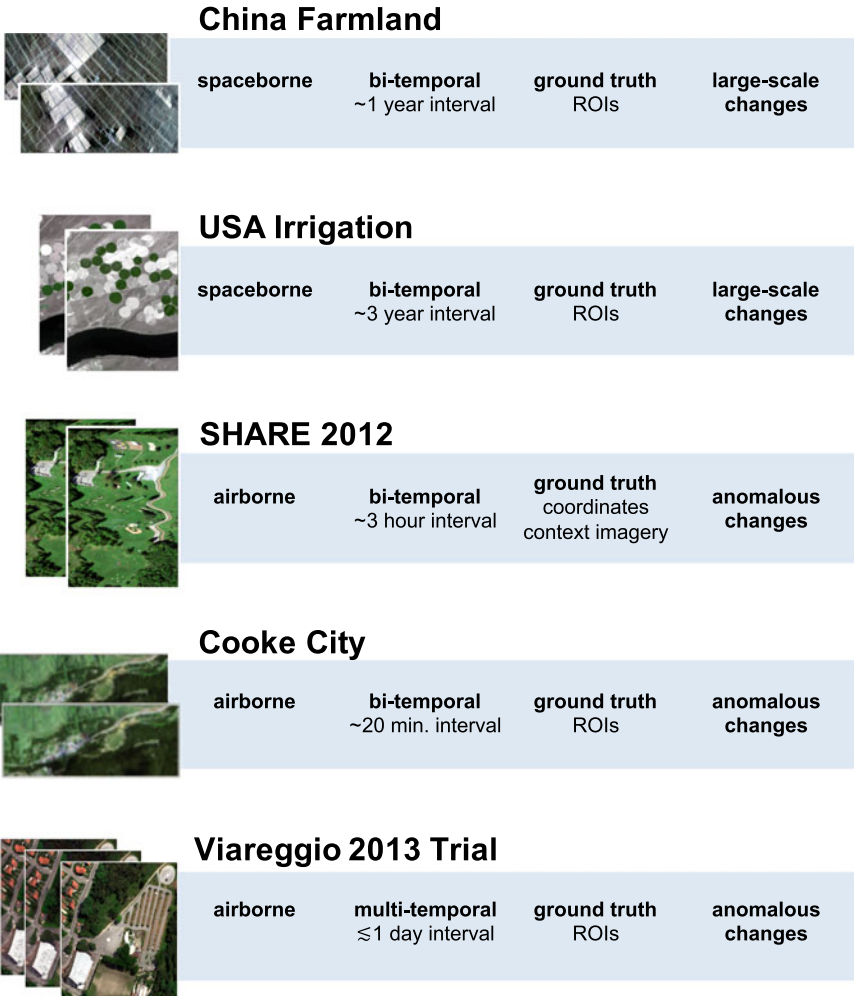 China Farmland
spaceborne bi-temporal ground truth large-scale
~1 year interval ROIs changes
USA Irrigation
spaceborne bi-temporal ground truth large-scale
~3 year interval ROIs changes
SHARE 2012
ground truth
airborne bi-temporal coordinates anomalous
~3 hour interval context imagery changes
Cooke City
airborne bi-temporal ground truth anomalous
~20 min. interval ROIs changes
Viareggio 2013 Trial
airborne multi-temporal ground truth anomalous
≲1 day interval ROIs changes